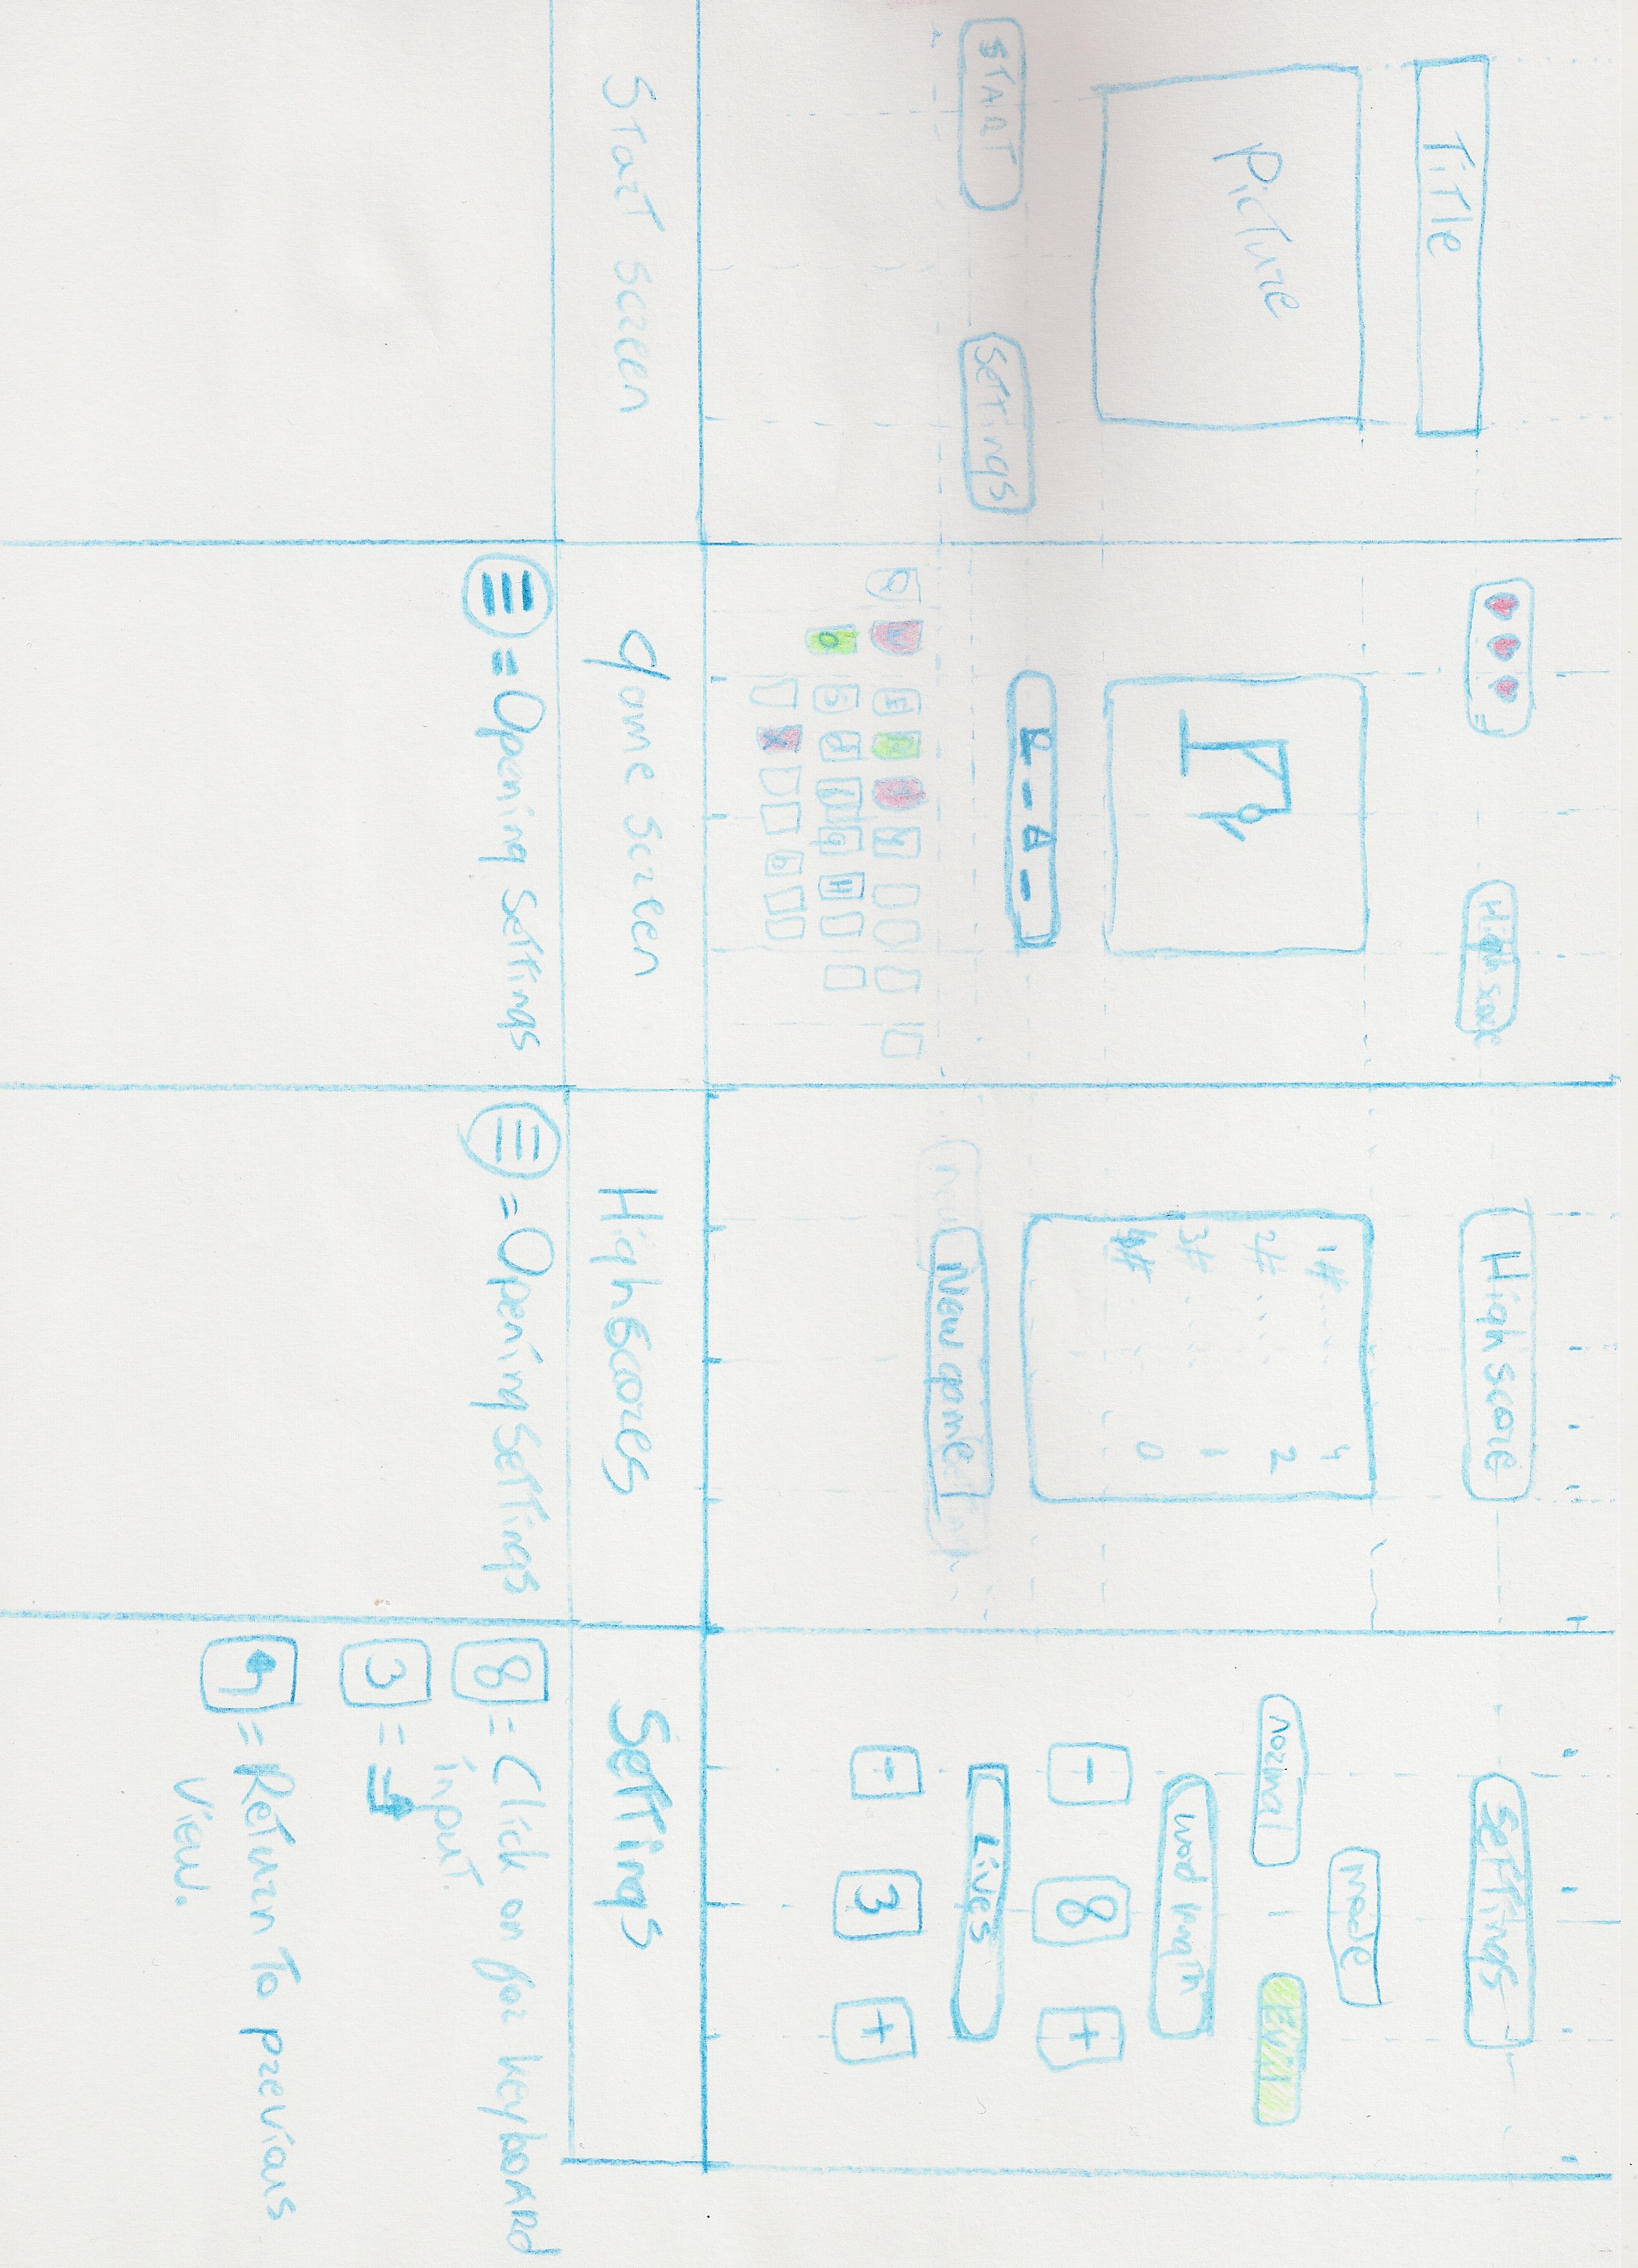 Title
Picture
START
Settings
High score
R _ A _
Q
E
y
S d f g H
b
High score
1# ..... 4
2# .... 2
3# .... 1
4# 0
New game
Settings
mode
normal
EVIL
word length
- 8 +
Lives
- 3 +
Start screen
game screen
Highscores
Settings
= Opening settings
= Opening settings
8 = Click on for keyboard
input.
3 =
= Return to previous
view.